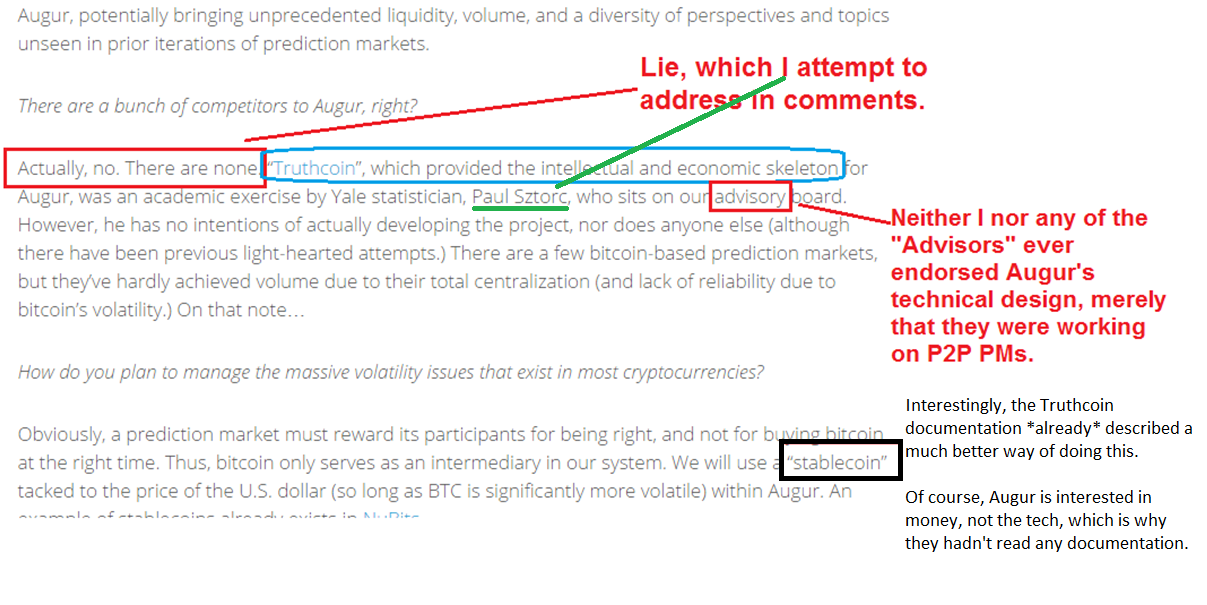 Augur, potentially bringing unprecedented liquidity, volume, and a diversity of perspectives and topics
unseen in prior iterations of prediction markets.
Lie, which I attempt to
address in comments.
There are a bunch of competitors to Augur, right?
Actually, no. There are none. “Truthcoin”, which provided the intellectual and economic skeleton for
Augur, was an academic exercise by Yale statistician, Paul Sztorc, who sits on our advisory board.
However, he has no intentions of actually developing the project, nor does anyone else (although
there have been previous light-hearted attempts.) There are a few bitcoin-based prediction markets,
but they’ve hardly achieved volume due to their total centralization (and lack of reliability due to
bitcoin’s volatility.) On that note…
Neither I nor any of the
"Advisors" ever
endorsed Augur's
technical design, merely
that they were working
on P2P PMs.
How do you plan to manage the massive volatility issues that exist in most cryptocurrencies?
Obviously, a prediction market must reward its participants for being right, and not for buying bitcoin
at the right time. Thus, bitcoin only serves as an intermediary in our system. We will use a “stablecoin”
tacked to the price of the U.S. dollar (so long as BTC is significantly more volatile) within Augur. An
example of stablecoins already exists in NuBits
Interestingly, the Truthcoin
documentation *already* described a
much better way of doing this.
Of course, Augur is interested in
money, not the tech, which is why
they hadn't read any documentation.